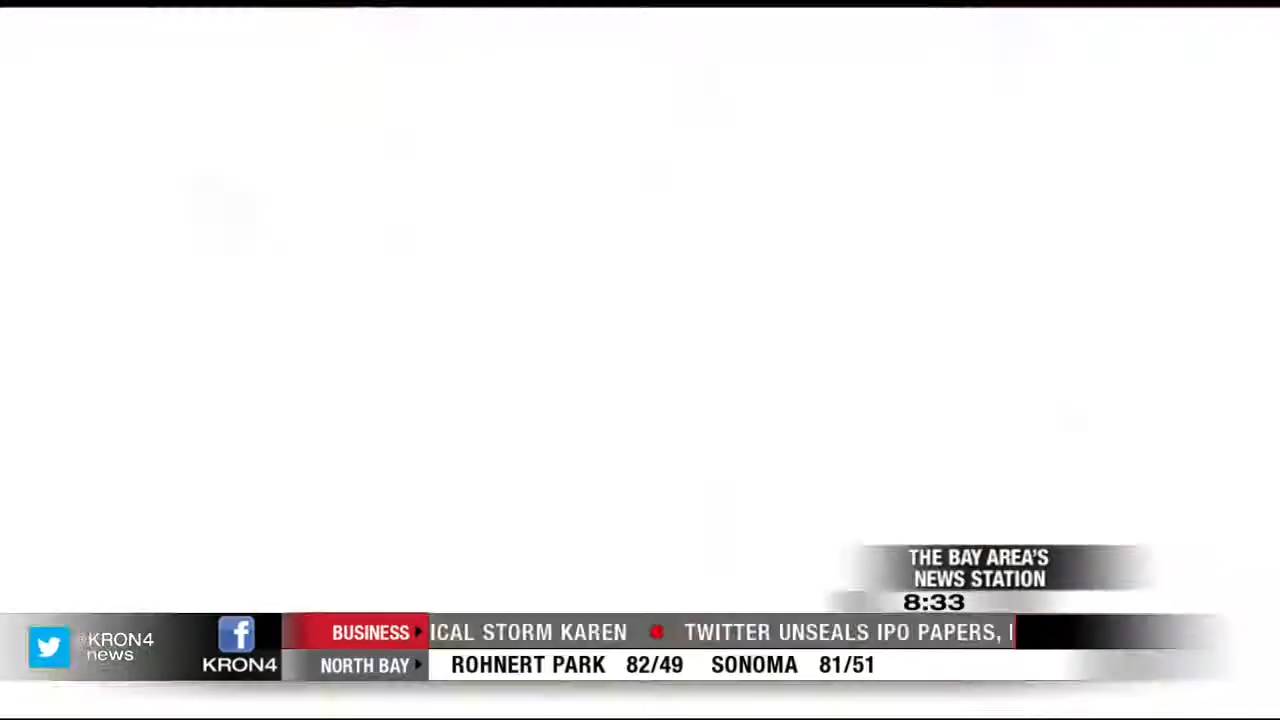 THE BAY AREA'S
NEWS STATION
8:33
KRON4
news
KRON4
BUSINESS
ICAL STORM KAREN TWITTER UNSEALS IPO PAPERS,
NORTH BAY
ROHNERT PARK 82/49 SONOMA 81/51